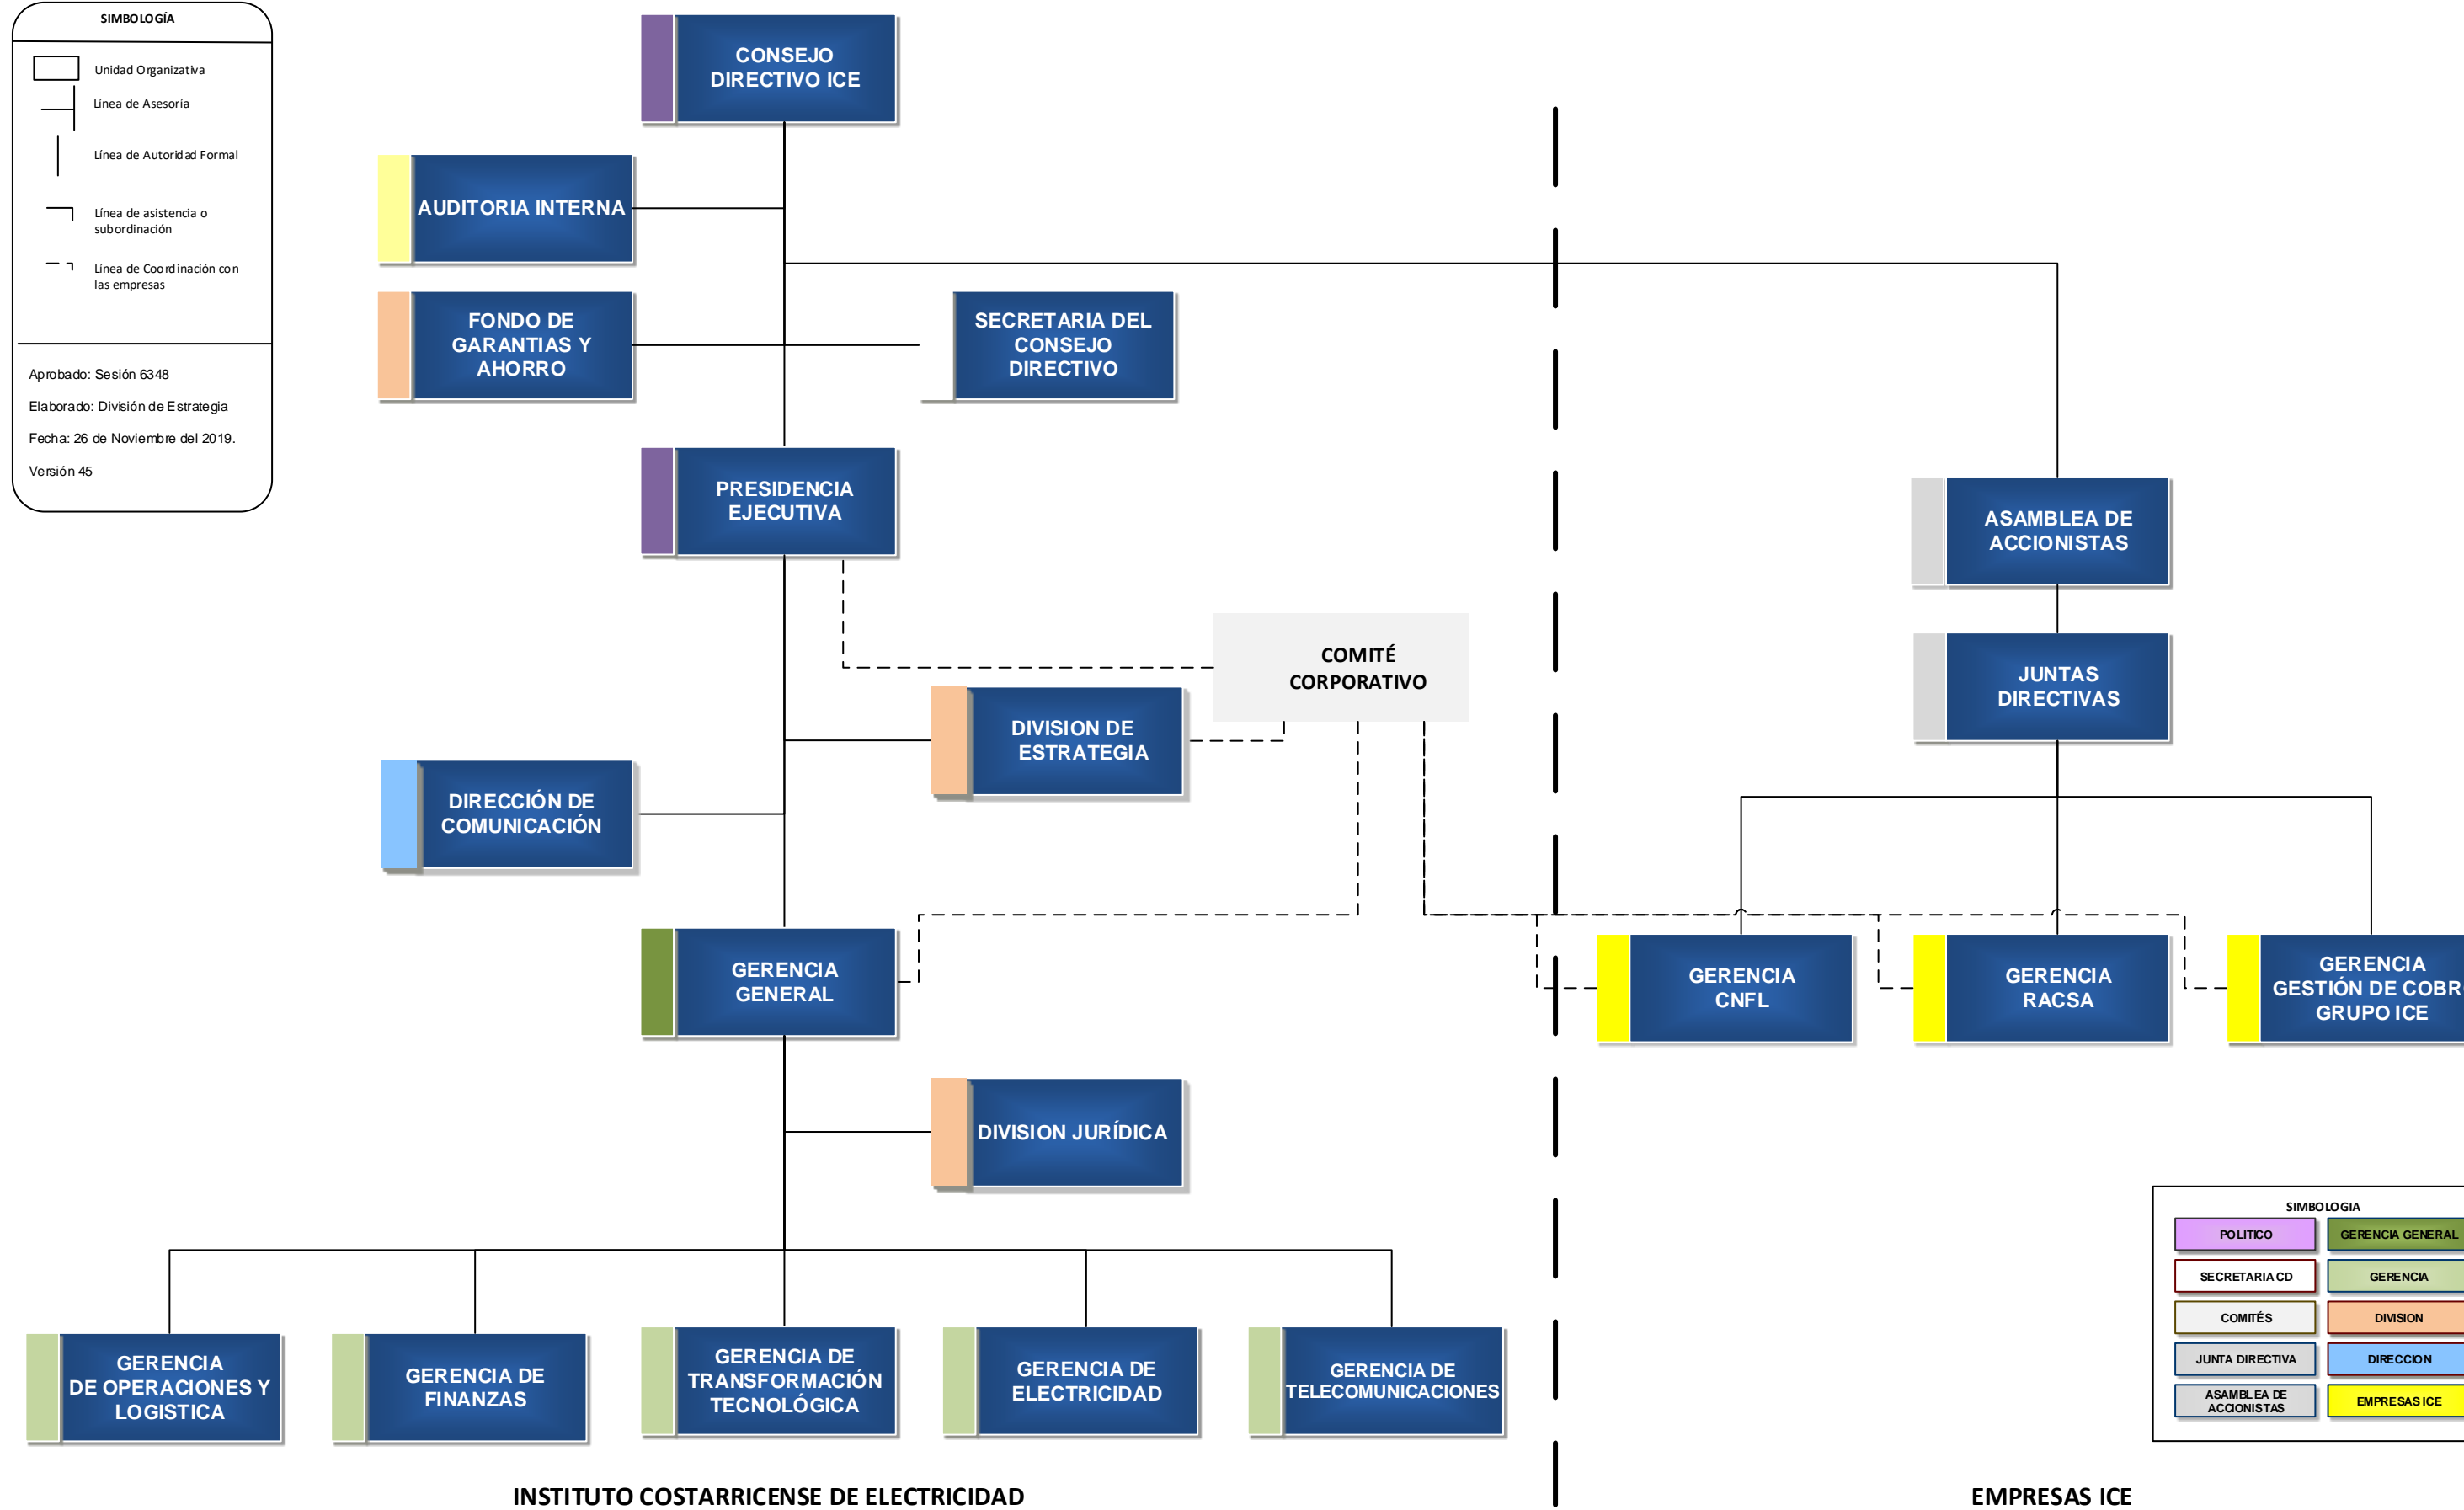 SIMBOLOGÍA
Unidad Organizativa
Línea de Asesoría
Línea de Autoridad Formal
Línea de asistencia o
subordinación
Línea de Coordinación con
las empresas
Aprobado: Sesión 6348
Elaborado: División de Estrategia
Fecha: 26 de Noviembre del 2019.
Versión 45
CONSEJO
DIRECTIVO ICE
AUDITORIA INTERNA
FONDO DE
GARANTIAS Y
AHORRO
SECRETARIA DEL
CONSEJO
DIRECTIVO
PRESIDENCIA
EJECUTIVA
ASAMBLEA DE
ACCIONISTAS
COMITÉ
CORPORATIVO
JUNTAS
DIRECTIVAS
DIVISION DE
ESTRATEGIA
DIRECCIÓN DE
COMUNICACIÓN
GERENCIA
GENERAL
GERENCIA
CNFL
GERENCIA
RACSA
GERENCIA
GESTIÓN DE COBR
GRUPO ICE
DIVISION JURÍDICA
GERENCIA
DE OPERACIONES Y
LOGISTICA
GERENCIA DE
FINANZAS
GERENCIA DE
TRANSFORMACIÓN
TECNOLÓGICA
GERENCIA DE
ELECTRICIDAD
GERENCIA DE
TELECOMUNICACIONES
SIMBOLOGIA
POLITICO
GERENCIA GENERAL
SECRETARIA CD
GERENCIA
COMITÉS
DIVISION
JUNTA DIRECTIVA
DIRECCION
ASAMBLEA DE
ACCIONISTAS
EMPRESAS ICE
INSTITUTO COSTARRICENSE DE ELECTRICIDAD
EMPRESAS ICE